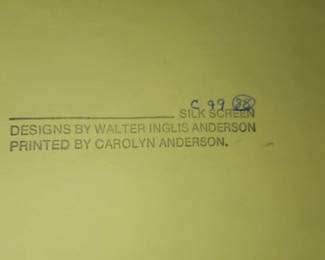 C 99 88
SILK SCREEN
DESIGNS BY WALTER INGLIS ANDERSON
PRINTED BY CAROLYN ANDERSON.